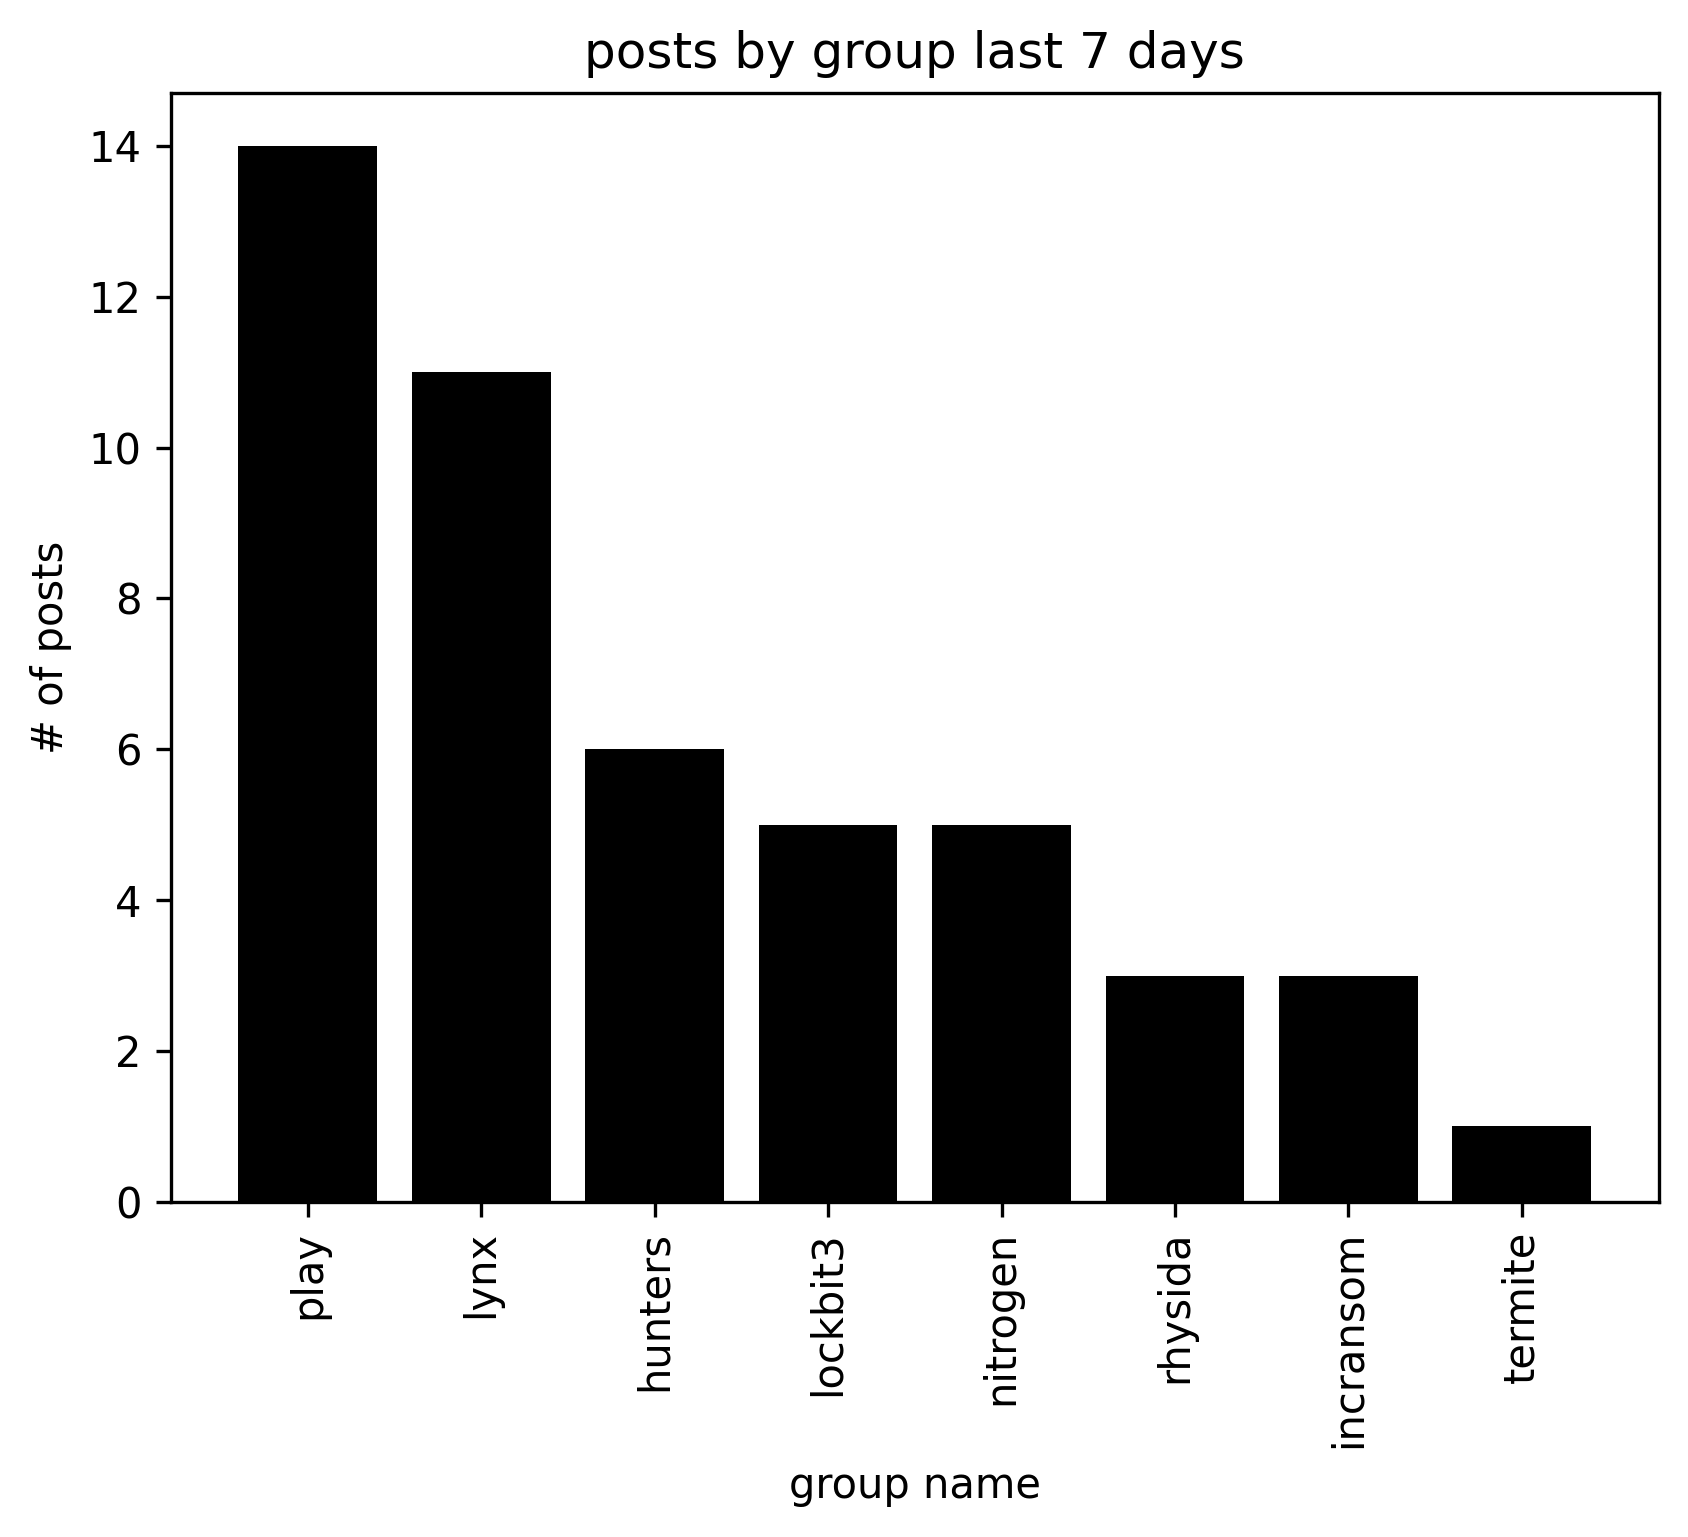 posts by group last 7 days
# of posts
14
12
10
8
6
4
2
0
play
lynx
hunters
lockbit3
nitrogen
rhysida
incransom
termite
group name